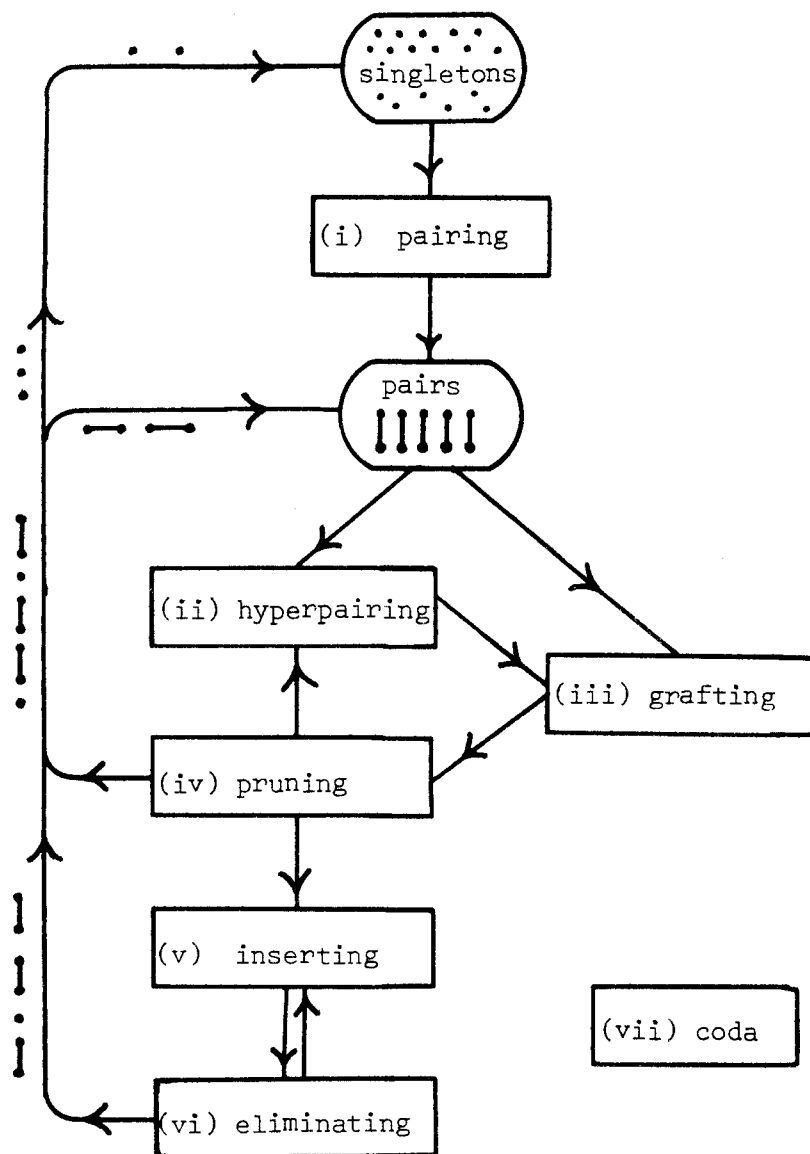 singletons
(i) pairing
pairs
(ii) hyperpairing
(iii) grafting
(iv) pruning
(v) inserting
(vii) coda
(vi) eliminating